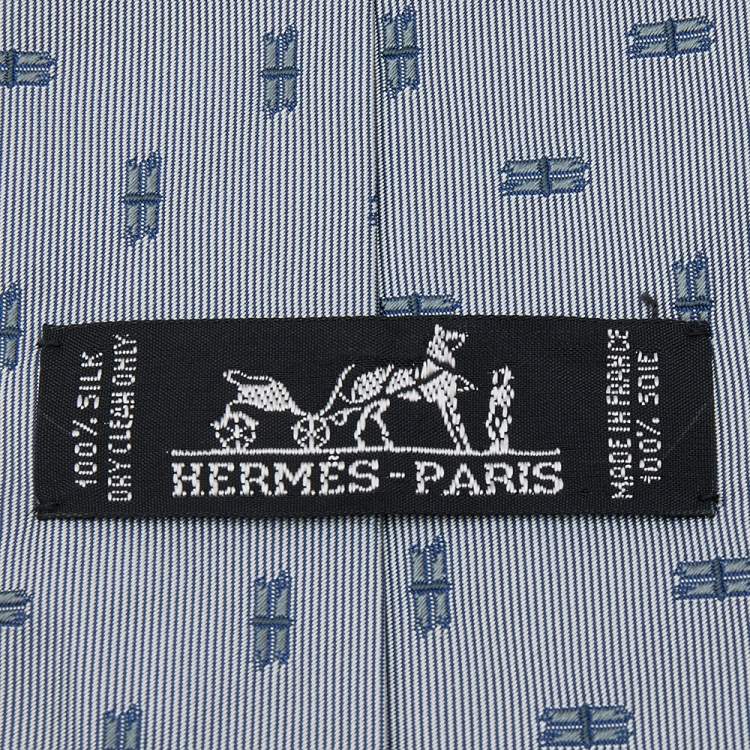 100% SILK
DRY CLEAN ONLY
HERMÈS-PARIS
MADE IN FRANCE
100% SOIE